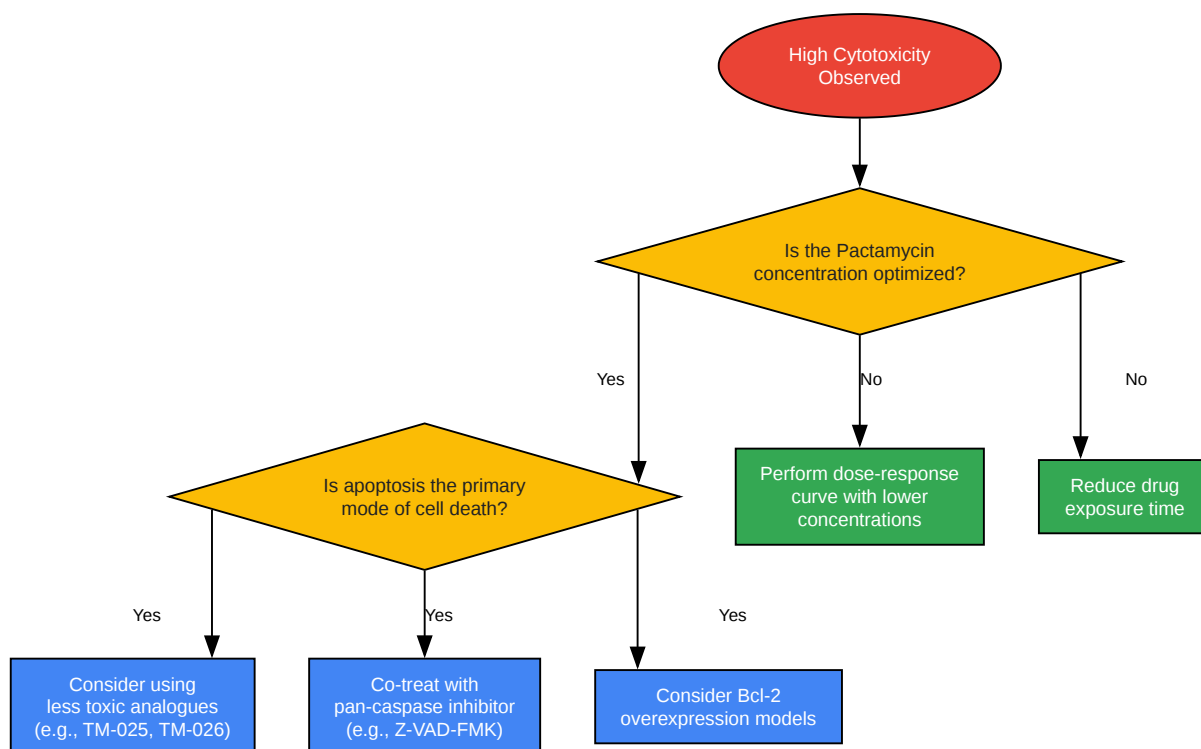 High Cytotoxicity
Observed
Is the Pactamycin
concentration optimized?
Yes
No
No
Is apoptosis the primary
mode of cell death?
Perform dose-response
curve with lower
concentrations
Reduce drug
exposure time
Yes
Yes
Yes
Consider using
less toxic analogues
(e.g., TM-025, TM-026)
Co-treat with
pan-caspase inhibitor
(e.g., Z-VAD-FMK)
Consider Bcl-2
overexpression models